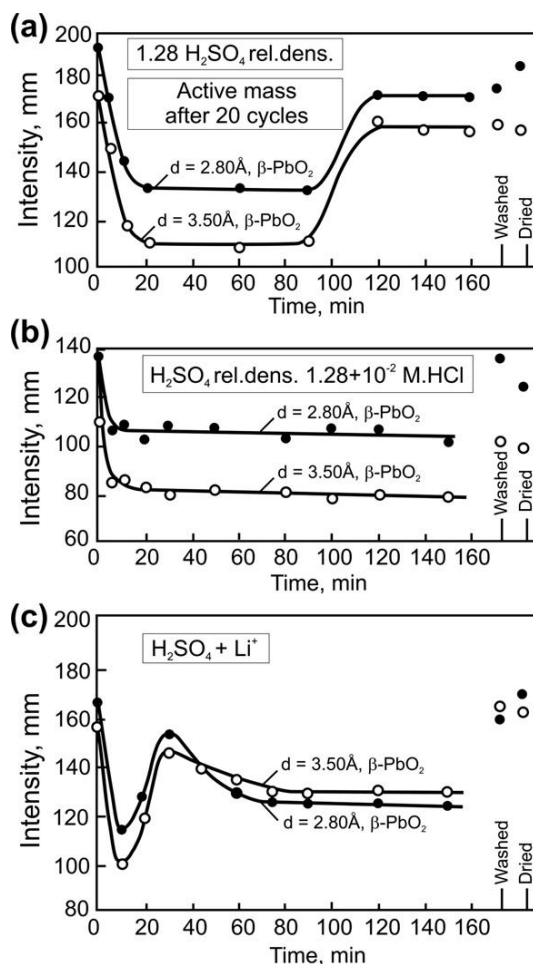 (a)
200
180
160
140
120
100
Intensity, mm
1.28 H₂SO₄ rel.dens.
Active mass
after 20 cycles
d = 2.80Å, β-PbO₂
d = 3.50Å, β-PbO₂
0 20 40 60 80 100 120 140 160
Time, min
Washed
Dried
(b)
140
120
100
80
60
Intensity, mm
H₂SO₄ rel.dens. 1.28+10⁻² M.HCl
d = 2.80Å, β-PbO₂
d = 3.50Å, β-PbO₂
0 20 40 60 80 100 120 140 160
Time, min
Washed
Dried
(c)
200
180
160
140
120
100
80
Intensity, mm
H₂SO₄ + Li⁺
d = 3.50Å, β-PbO₂
d = 2.80Å, β-PbO₂
0 20 40 60 80 100 120 140 160
Time, min
Washed
Dried